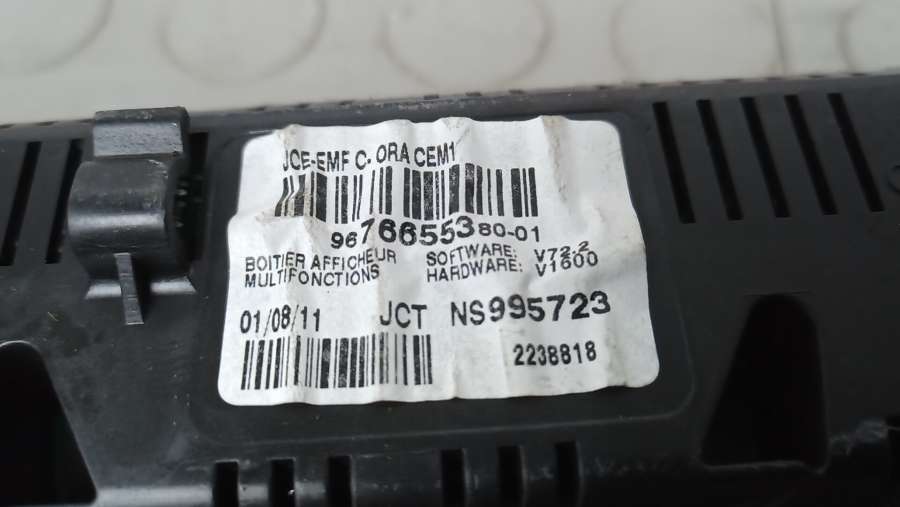 JCE-EMF C- ORA CEM1
9676655380-01
BOITIER AFFICHEUR SOFTWARE: V72.2
MULTIFONCTIONS HARDWARE: V1600
01/08/11 JCT NS995723
2238818